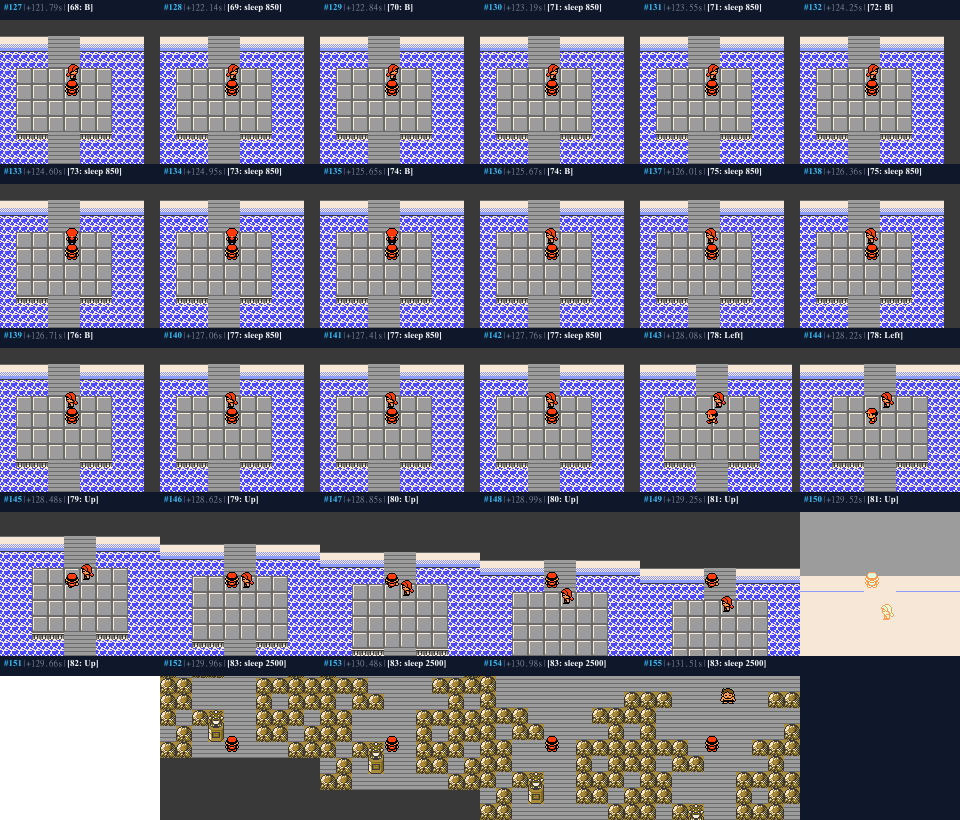 #127|+121.79s| [68: B]
#128|+122.14s| [69: sleep 850]
#129|+122.84s| [70: B]
#130|+123.19s| [71: sleep 850]
#131|+123.55s| [71: sleep 850]
#132|+124.25s| [72: B]
#133|+124.60s| [73: sleep 850]
#134|+124.95s| [73: sleep 850]
#135|+125.65s| [74: B]
#136|+125.67s| [74: B]
#137|+126.01s| [75: sleep 850]
#138|+126.36s| [75: sleep 850]
#139|+126.71s| [76: B]
#140|+127.06s| [77: sleep 850]
#141|+127.41s| [77: sleep 850]
#142|+127.76s| [77: sleep 850]
#143|+128.08s| [78: Left]
#144|+128.22s| [78: Left]
#145|+128.48s| [79: Up]
#146|+128.62s| [79: Up]
#147|+128.85s| [80: Up]
#148|+128.99s| [80: Up]
#149|+129.25s| [81: Up]
#150|+129.52s| [81: Up]
#151|+129.66s| [82: Up]
#152|+129.96s| [83: sleep 2500]
#153|+130.48s| [83: sleep 2500]
#154|+130.98s| [83: sleep 2500]
#155|+131.51s| [83: sleep 2500]